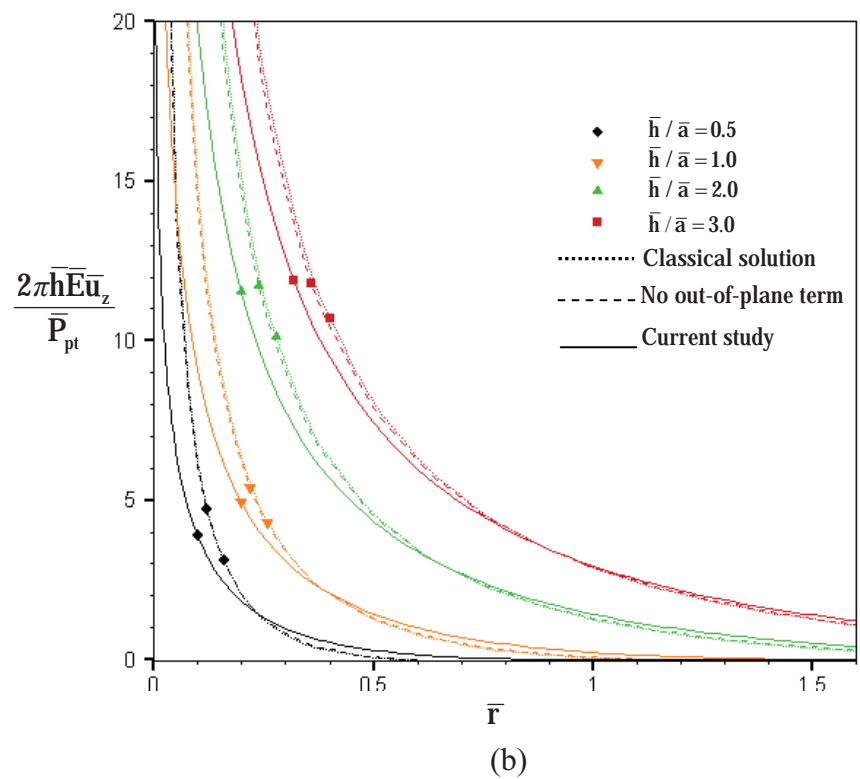 20
15
10
5
0
0
0.5
1
1.5
2πh̄Ēū_z
P̄_pt
r̄
h̄ / ā = 0.5
h̄ / ā = 1.0
h̄ / ā = 2.0
h̄ / ā = 3.0
Classical solution
No out-of-plane term
Current study
(b)